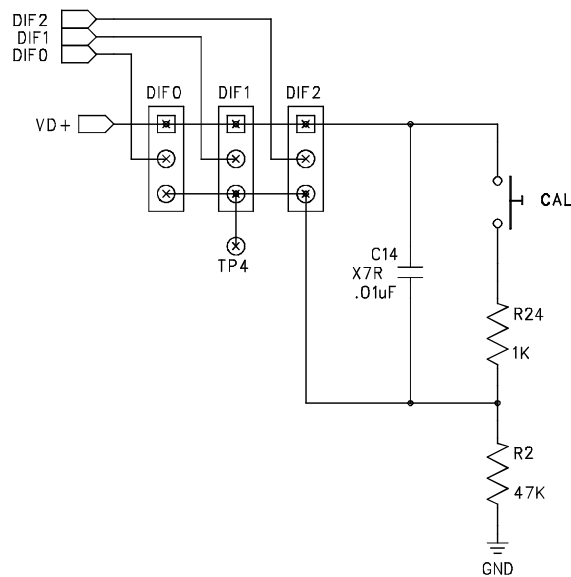 DIF2
DIF1
DIF0
DIF0 DIF1 DIF2
VD+
CAL
TP4
C14
X7R
.01uF
R24
1K
R2
47K
GND